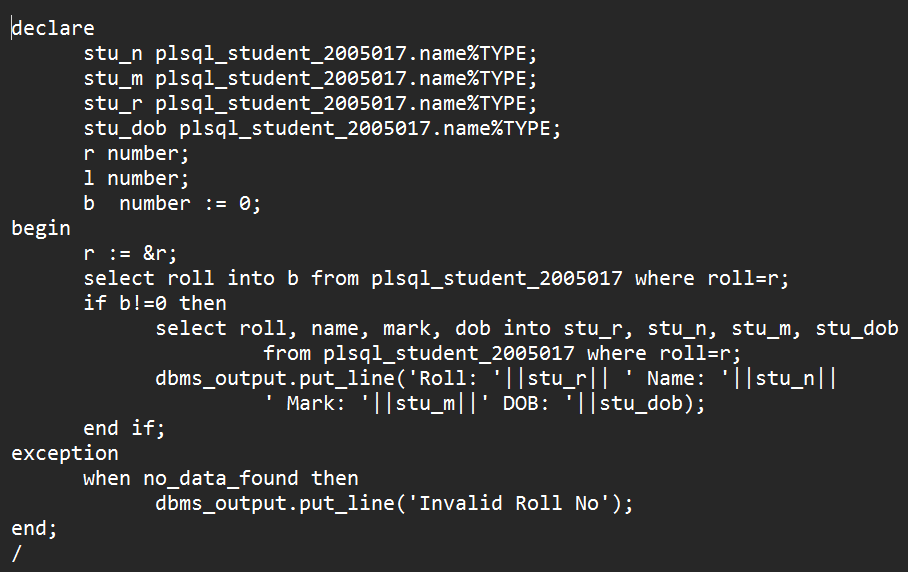 declare
stu_n plsql_student_2005017.name%TYPE;
stu_m plsql_student_2005017.name%TYPE;
stu_r plsql_student_2005017.name%TYPE;
stu_dob plsql_student_2005017.name%TYPE;
r number;
l number;
b  number := 0;
begin
r := &r;
select roll into b from plsql_student_2005017 where roll=r;
if b!=0 then
select roll, name, mark, dob into stu_r, stu_n, stu_m, stu_dob
from plsql_student_2005017 where roll=r;
dbms_output.put_line('Roll: '||stu_r|| ' Name: '||stu_n||
' Mark: '||stu_m||' DOB: '||stu_dob);
end if;
exception
when no_data_found then
dbms_output.put_line('Invalid Roll No');
end;
/